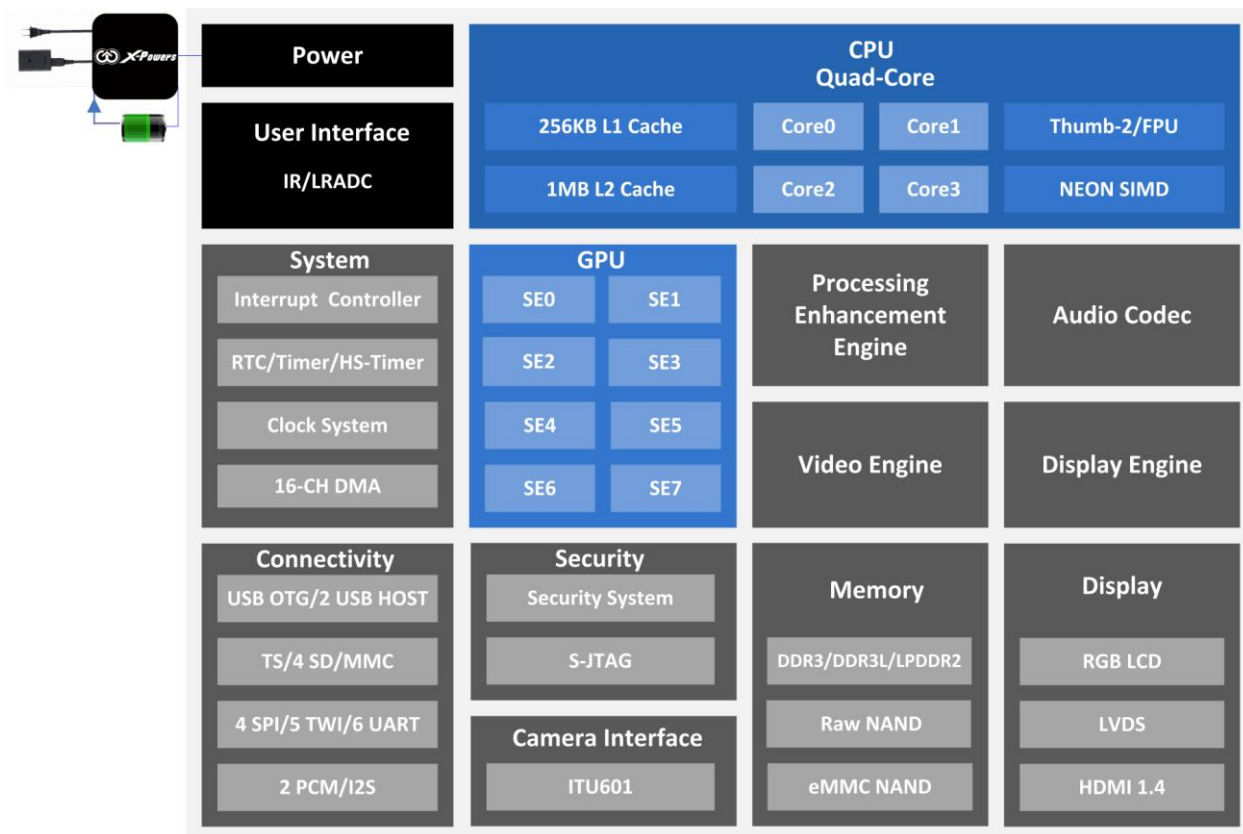 X-Powers
Power
User Interface
IR/LRADC
CPU
Quad-Core
256KB L1 Cache
Core0
Core1
Thumb-2/FPU
1MB L2 Cache
Core2
Core3
NEON SIMD
System
Interrupt Controller
RTC/Timer/HS-Timer
Clock System
16-CH DMA
GPU
SE0
SE1
SE2
SE3
SE4
SE5
SE6
SE7
Processing
Enhancement
Engine
Audio Codec
Video Engine
Display Engine
Connectivity
USB OTG/2 USB HOST
TS/4 SD/MMC
4 SPI/5 TWI/6 UART
2 PCM/I2S
Security
Security System
S-JTAG
Camera Interface
ITU601
Memory
DDR3/DDR3L/LPDDR2
Raw NAND
eMMC NAND
Display
RGB LCD
LVDS
HDMI 1.4